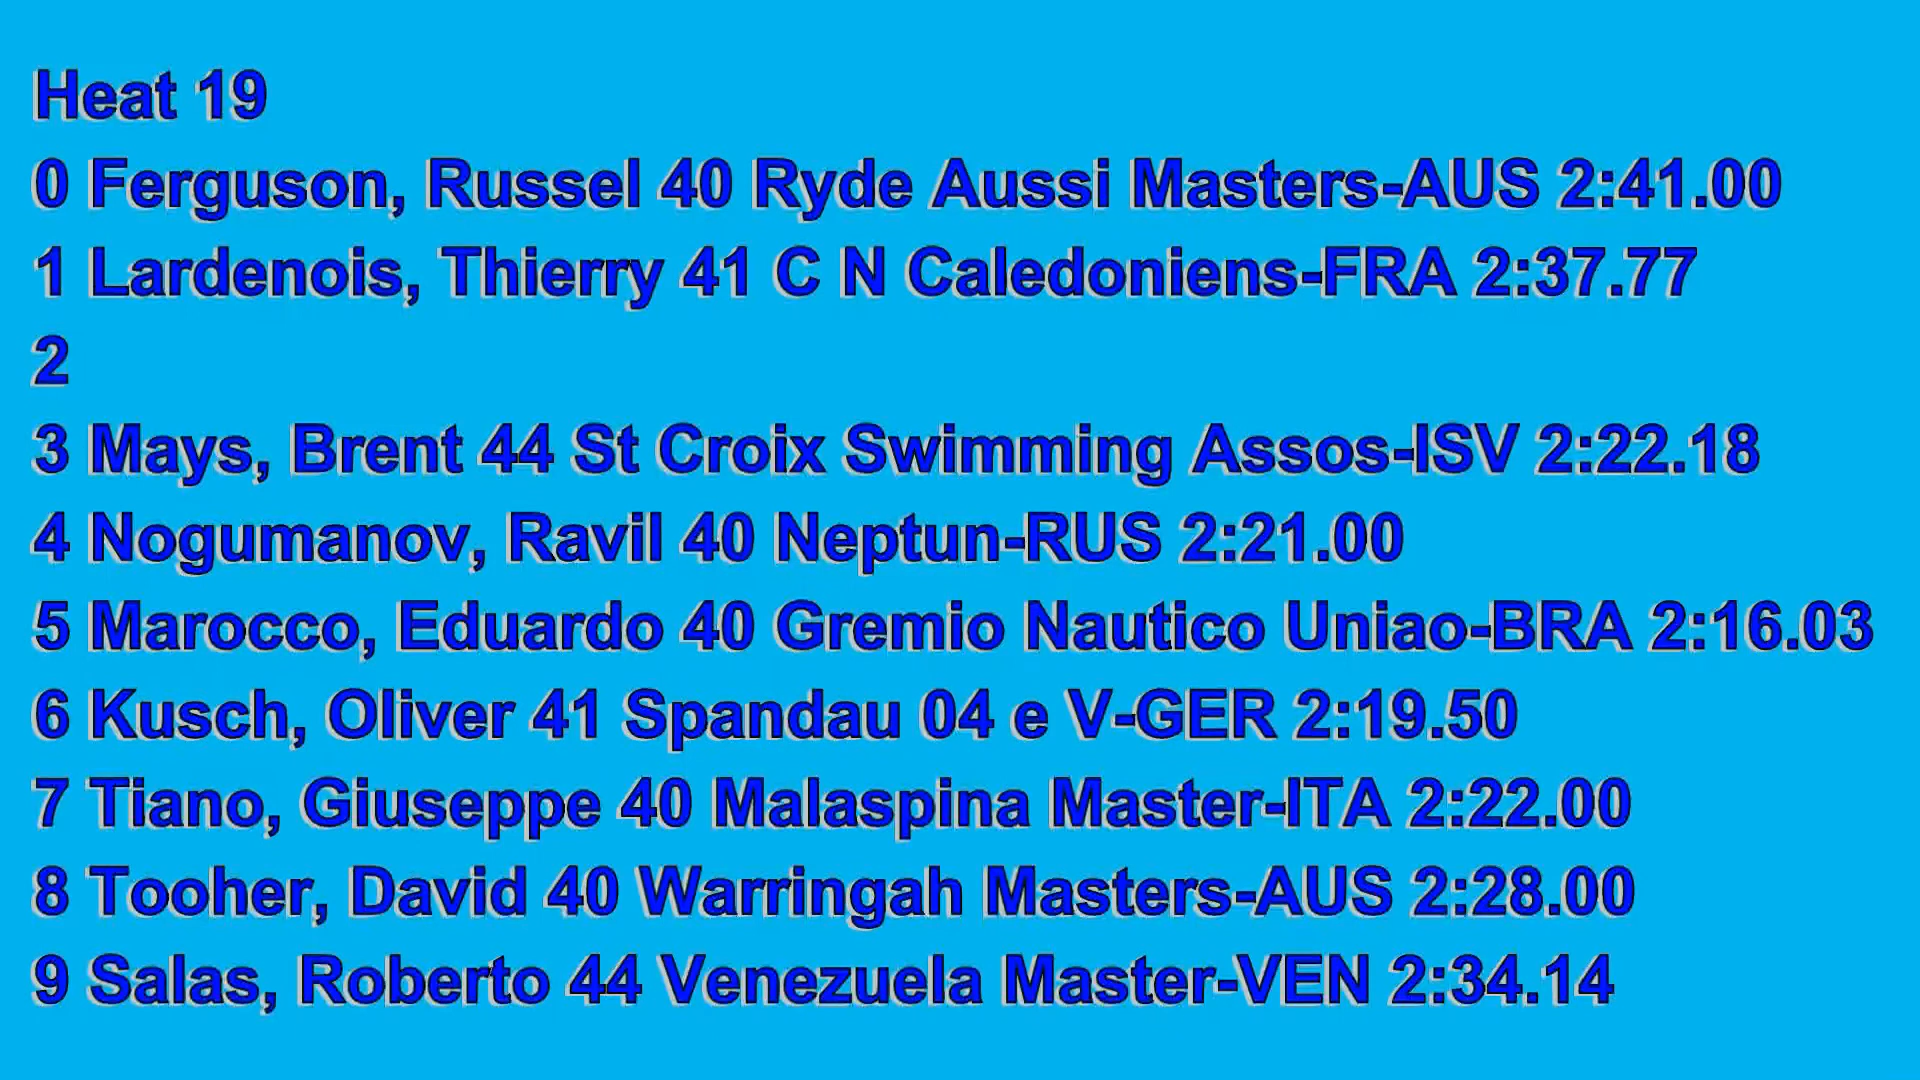 Heat 19
0 Ferguson, Russel 40 Ryde Aussi Masters-AUS 2:41.00
1 Lardenois, Thierry 41 C N Caledoniens-FRA 2:37.77
2
3 Mays, Brent 44 St Croix Swimming Assos-ISV 2:22.18
4 Nogumanov, Ravil 40 Neptun-RUS 2:21.00
5 Marocco, Eduardo 40 Gremio Nautico Uniao-BRA 2:16.03
6 Kusch, Oliver 41 Spandau 04 e V-GER 2:19.50
7 Tiano, Giuseppe 40 Malaspina Master-ITA 2:22.00
8 Tooher, David 40 Warringah Masters-AUS 2:28.00
9 Salas, Roberto 44 Venezuela Master-VEN 2:34.14